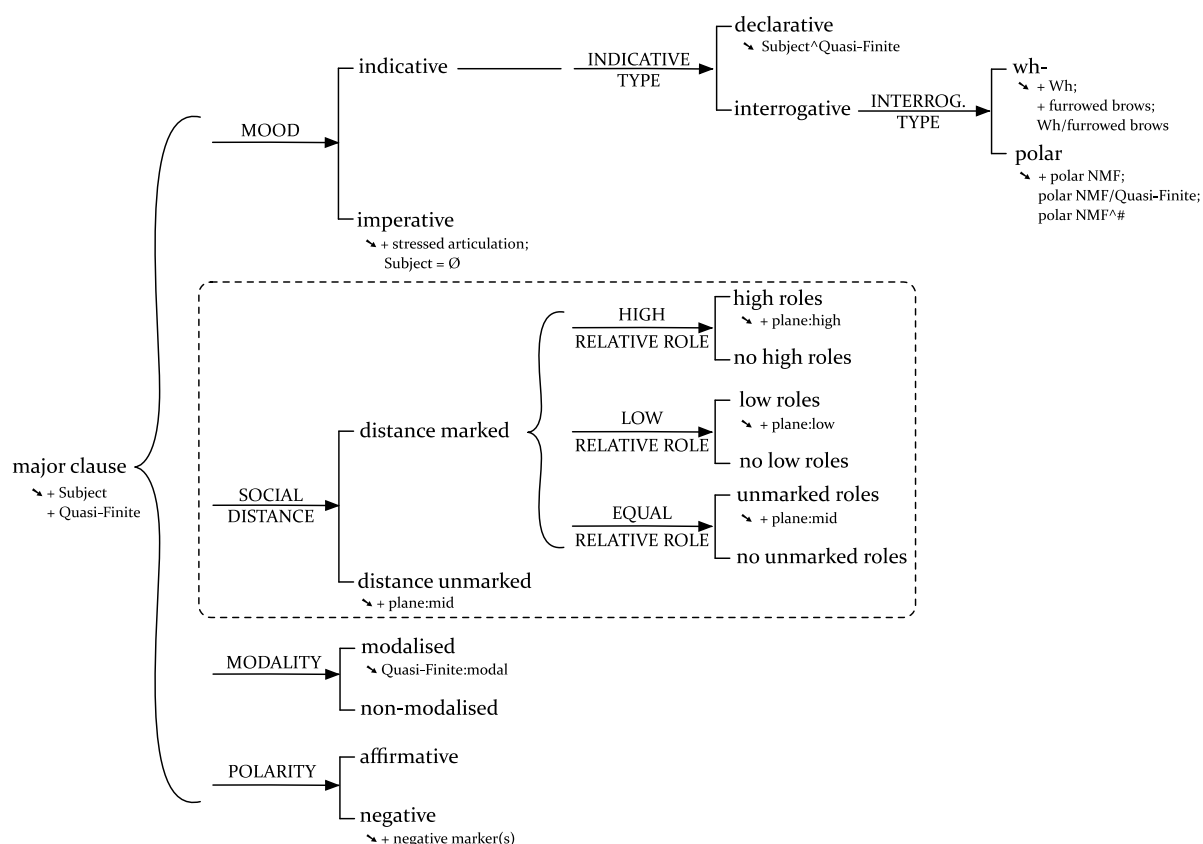 major clause
↘ + Subject
+ Quasi-Finite
MOOD
indicative
INDICATIVE
TYPE
declarative
↘ Subject^Quasi-Finite
interrogative
INTERROG.
TYPE
wh-
↘ + Wh;
+ furrowed brows;
Wh/furrowed brows
polar
↘ + polar NMF;
polar NMF/Quasi-Finite;
polar NMF^#
imperative
↘ + stressed articulation;
Subject = Ø
SOCIAL
DISTANCE
distance marked
HIGH
RELATIVE ROLE
high roles
↘ + plane:high
no high roles
LOW
RELATIVE ROLE
low roles
↘ + plane:low
no low roles
EQUAL
RELATIVE ROLE
unmarked roles
↘ + plane:mid
no unmarked roles
distance unmarked
↘ + plane:mid
MODALITY
modalised
↘ Quasi-Finite:modal
non-modalised
POLARITY
affirmative
negative
↘ + negative marker(s)